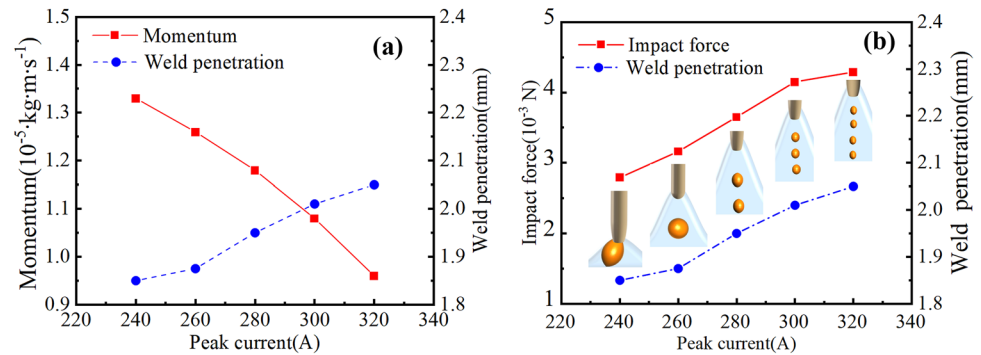 (a)
Momentum
Weld penetration
Momentum(10⁻⁵·kg·m·s⁻¹)
1.5
1.4
1.3
1.2
1.1
1.0
0.9
2.4
2.3
2.2
2.1
2.0
1.9
1.8
Weld penetration(mm)
220 240 260 280 300 320 340
Peak current(A)
(b)
Impact force
Weld penetration
Impact force(10⁻³ N)
5
4
3
2
1
2.4
2.3
2.2
2.1
2.0
1.9
1.8
Weld penetration(mm)
220 240 260 280 300 320 340
Peak current(A)